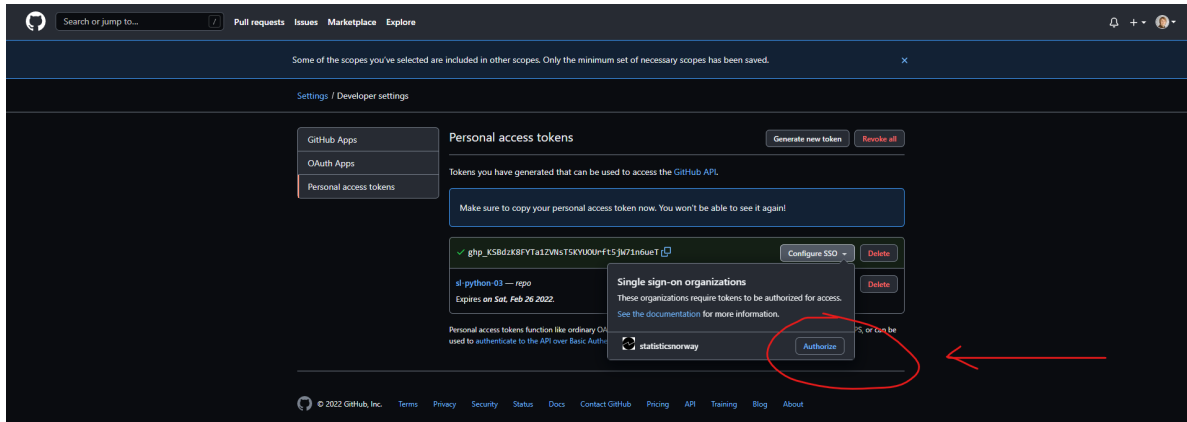 Search or jump to... /
Pull requests Issues Marketplace Explore
Some of the scopes you've selected are included in other scopes. Only the minimum set of necessary scopes has been saved.
Settings / Developer settings
GitHub Apps
OAuth Apps
Personal access tokens
Personal access tokens
Generate new token
Revoke all
Tokens you have generated that can be used to access the GitHub API.
Make sure to copy your personal access token now. You won't be able to see it again!
Configure SSO
Delete
sl-python-03 — repo
Delete
Expires on Sat, Feb 26 2022.
Single sign-on organizations
These organizations require tokens to be authorized for access.
See the documentation for more information.
statisticsnorway
Authorize
Personal access tokens function like ordinary OA
PS, or can be
used to authenticate to the API over Basic Authe
© 2022 GitHub, Inc. Terms Privacy Security Status Docs Contact GitHub Pricing API Training Blog About